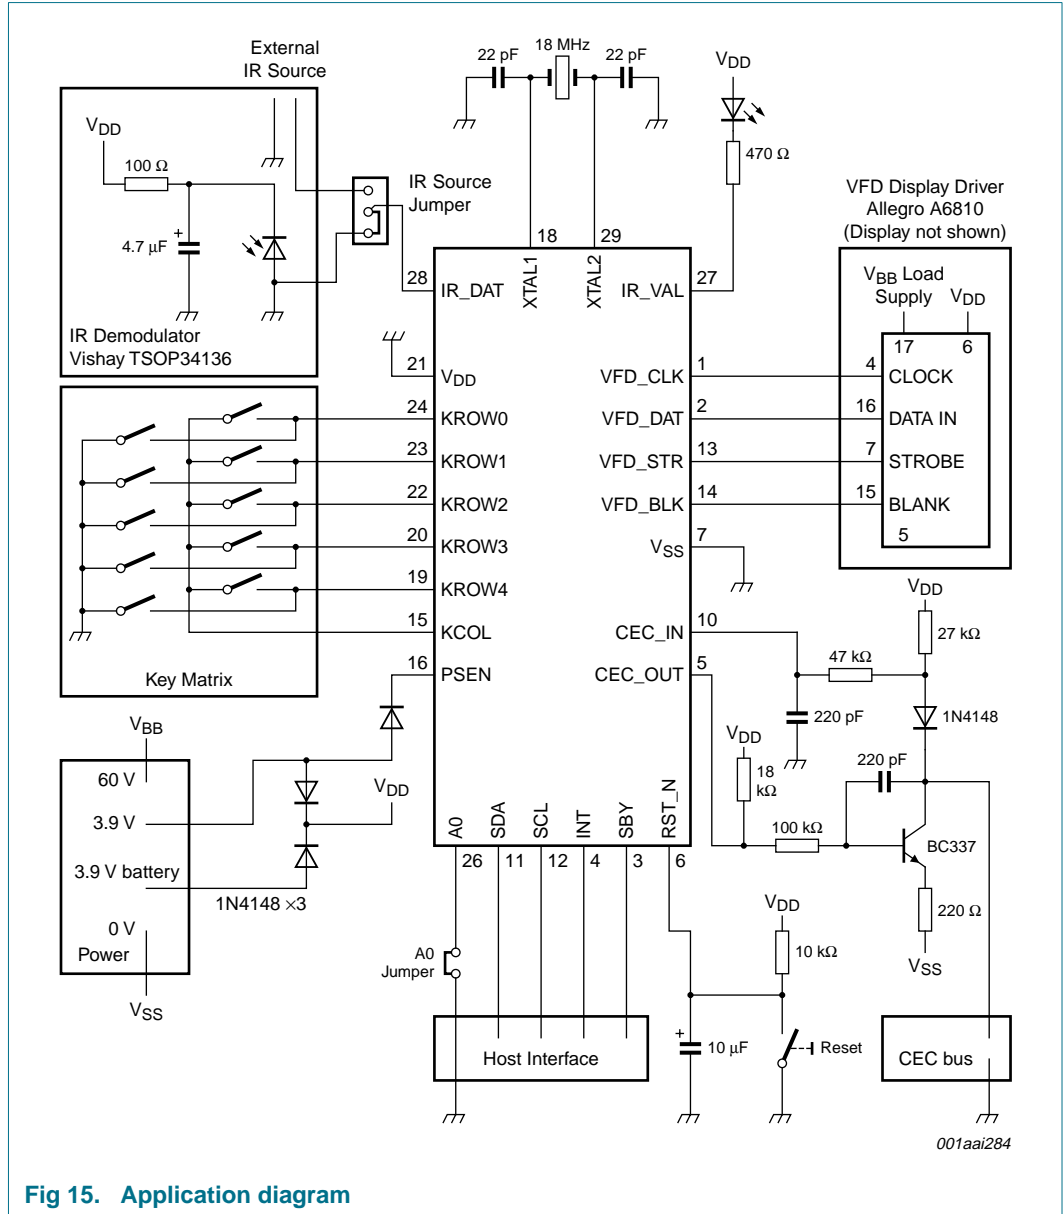 External
IR Source
22 pF
18 MHz
22 pF
VDD
470 Ω
VDD
100 Ω
4.7 μF
+
IR Demodulator
Vishay TSOP34136
IR Source
Jumper
VFD Display Driver
Allegro A6810
(Display not shown)
VBB Load
Supply
VDD
17
6
18
29
XTAL1
XTAL2
28
IR_DAT
IR_VAL
27
21
VDD
VFD_CLK
1
4
CLOCK
24
KROW0
VFD_DAT
2
16
DATA IN
23
KROW1
VFD_STR
13
7
STROBE
22
KROW2
VFD_BLK
14
15
BLANK
20
KROW3
VSS
7
5
19
KROW4
15
KCOL
CEC_IN
10
16
PSEN
CEC_OUT
5
Key Matrix
VDD
27 kΩ
47 kΩ
220 pF
1N4148
VDD
18
kΩ
220 pF
100 kΩ
BC337
220 Ω
VSS
VBB
60 V
3.9 V
3.9 V battery
0 V
Power
VSS
VDD
1N4148 ×3
A0
SDA
SCL
INT
SBY
RST_N
26
11
12
4
3
6
A0
Jumper
Host Interface
VDD
10 kΩ
+
10 μF
Reset
CEC bus
001aai284
Fig 15. Application diagram